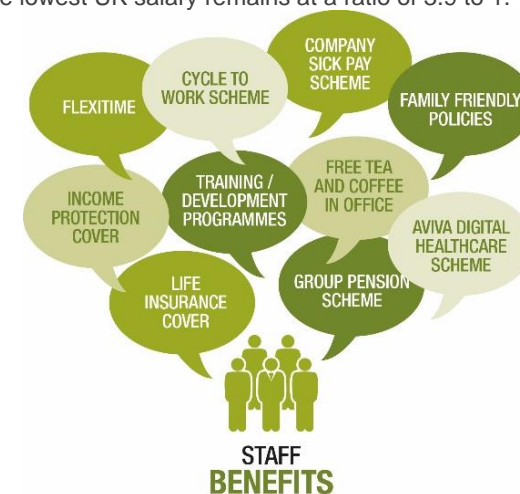 e lowest UK salary remains at a ratio of 5.9 to 1.
COMPANY
SICK PAY
SCHEME
CYCLE TO
WORK SCHEME
FLEXITIME
FAMILY FRIENDLY
POLICIES
FREE TEA
AND COFFEE
IN OFFICE
TRAINING /
DEVELOPMENT
PROGRAMMES
INCOME
PROTECTION
COVER
AVIVA DIGITAL
HEALTHCARE
SCHEME
LIFE
INSURANCE
COVER
GROUP PENSION
SCHEME
STAFF
BENEFITS